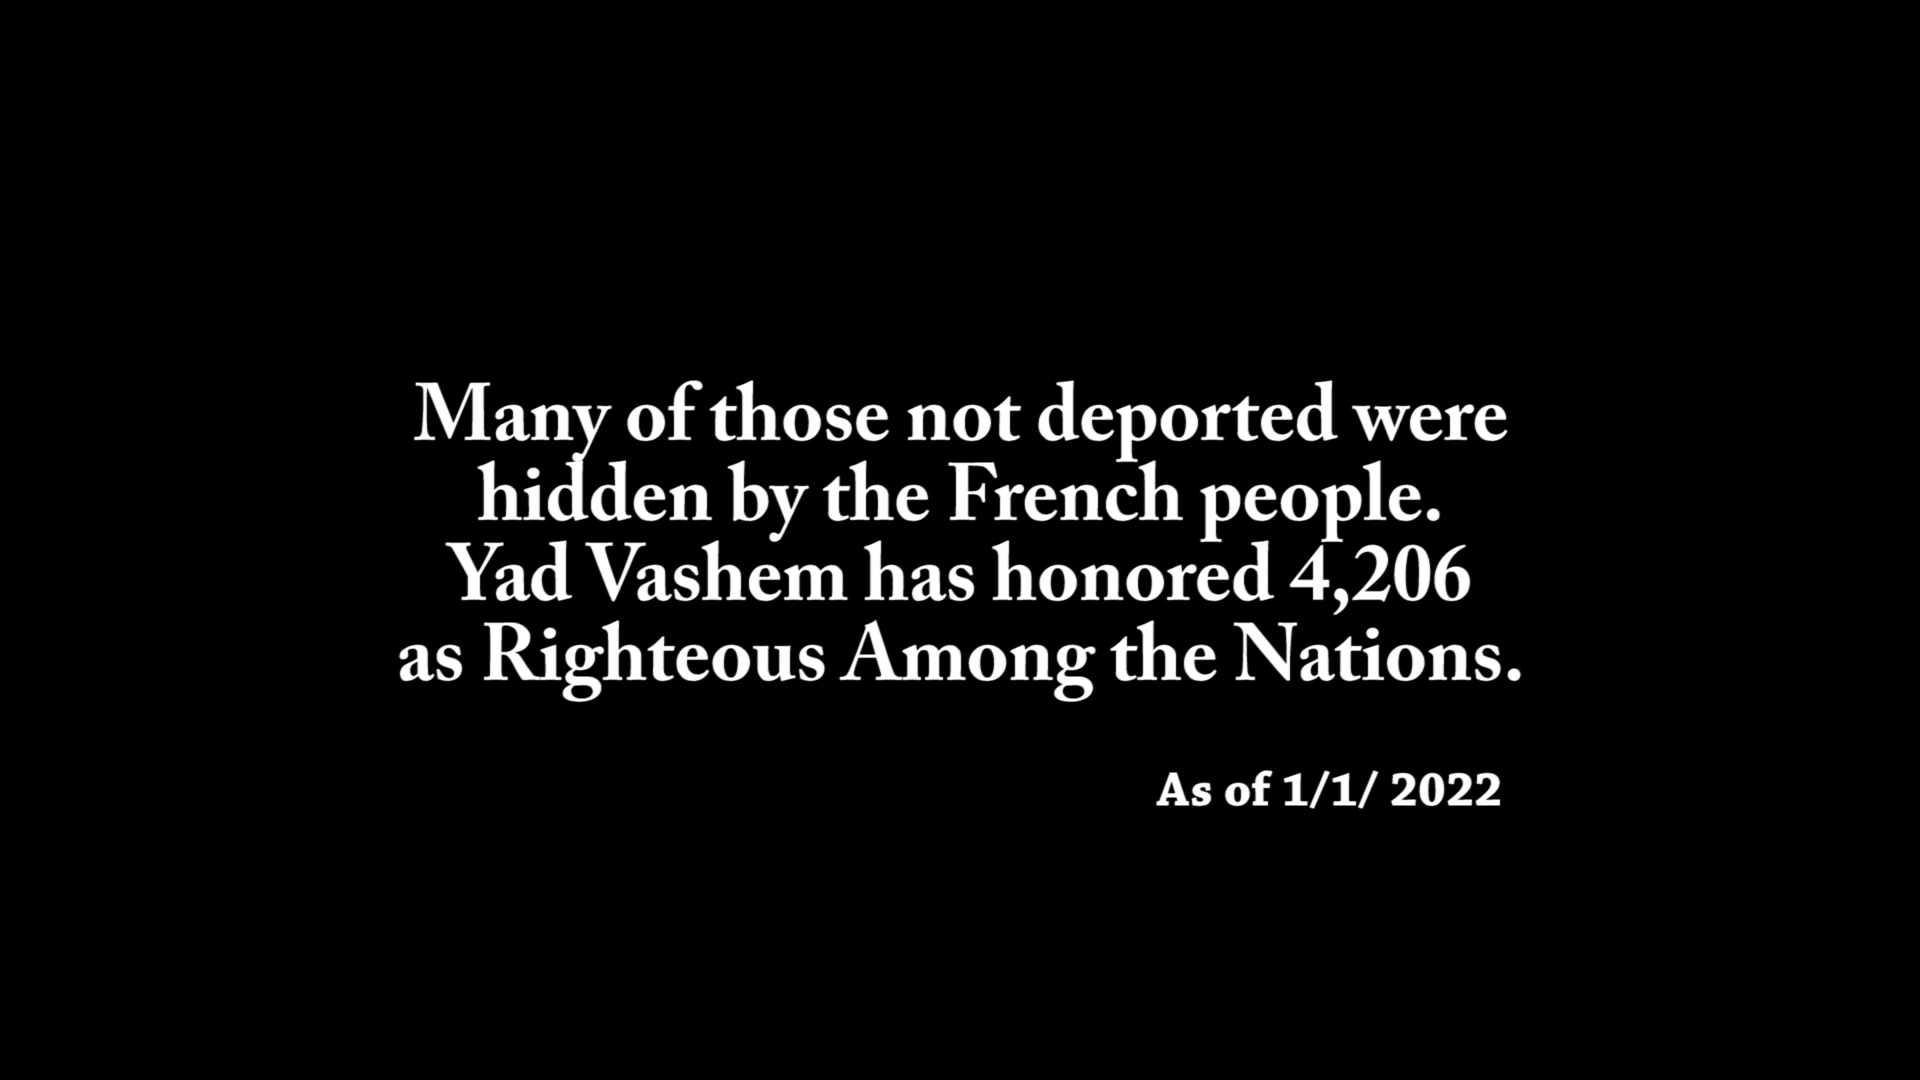 Many of those not deported were
hidden by the French people.
Yad Vashem has honored 4,206
as Righteous Among the Nations.
As of 1/1/ 2022